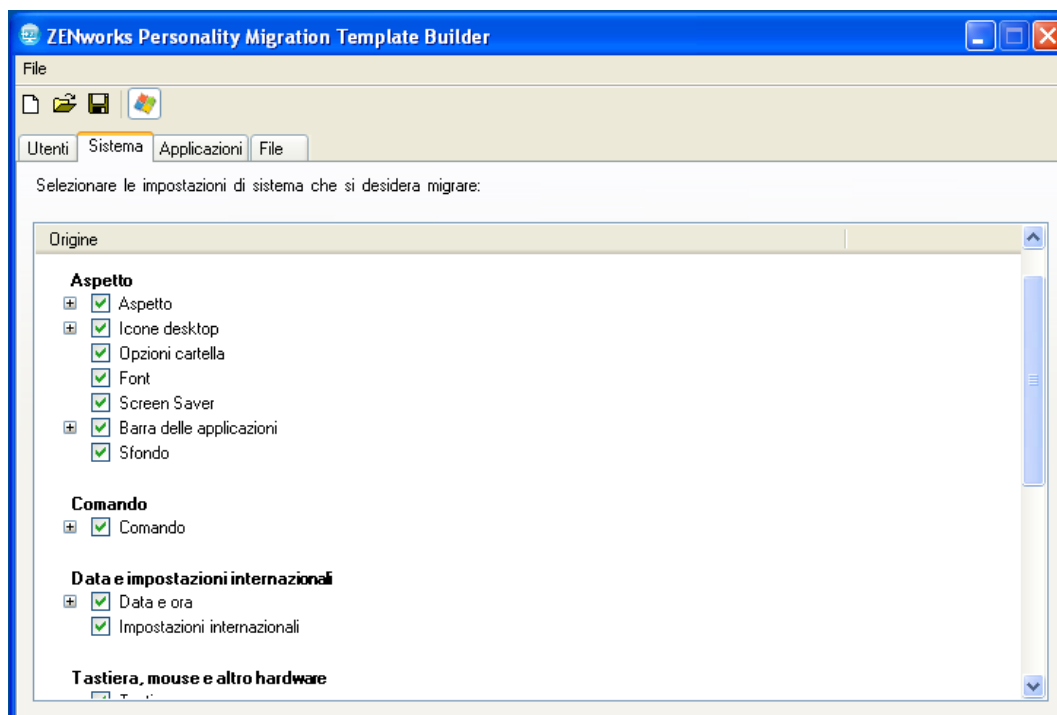 ZENworks Personality Migration Template Builder
File
Utenti Sistema Applicazioni File
Selezionare le impostazioni di sistema che si desidera migrare:
Origine
Aspetto
Aspetto
Icone desktop
Opzioni cartella
Font
Screen Saver
Barra delle applicazioni
Sfondo
Comando
Comando
Data e impostazioni internazionali
Data e ora
Impostazioni internazionali
Tastiera, mouse e altro hardware